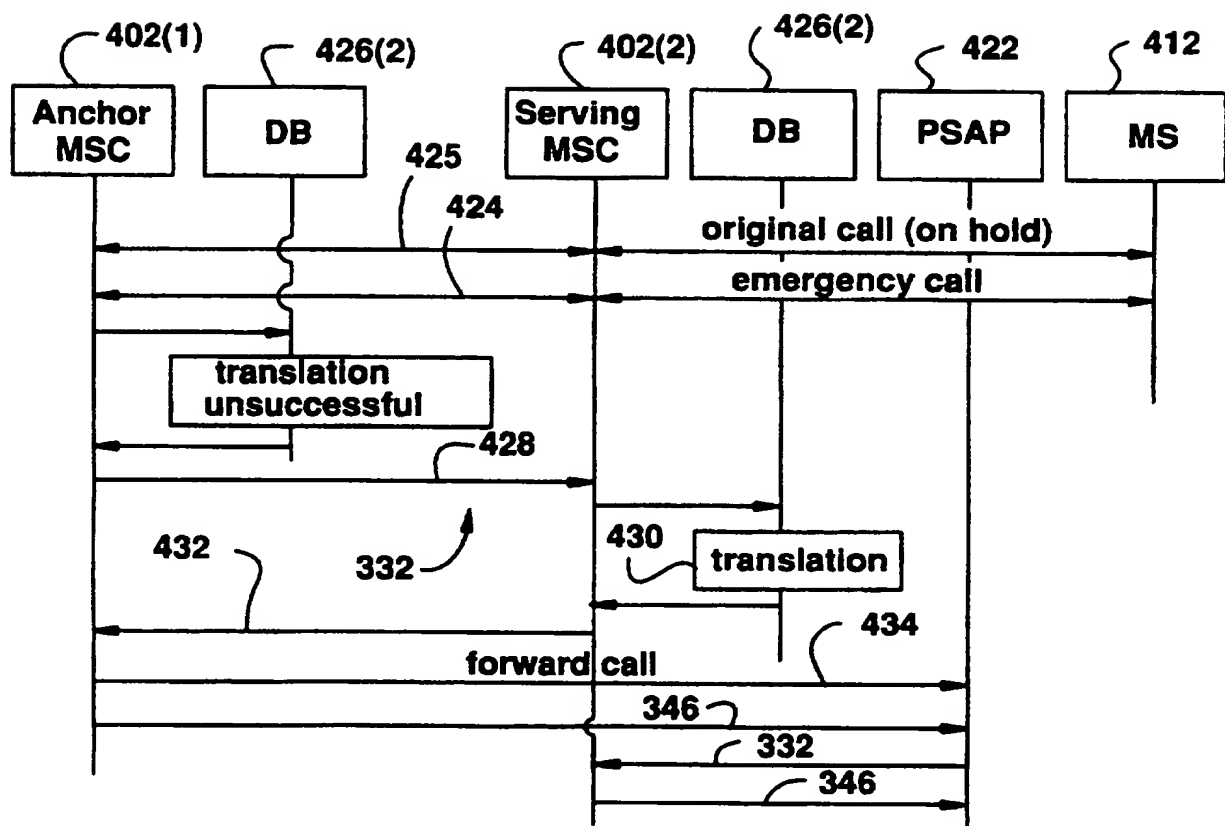 402(1)
426(2)
402(2)
426(2)
422
412
Anchor
MSC
DB
Serving
MSC
DB
PSAP
MS
425
424
original call (on hold)
emergency call
translation
unsuccessful
428
432
332
430
translation
434
forward call
346
332
346